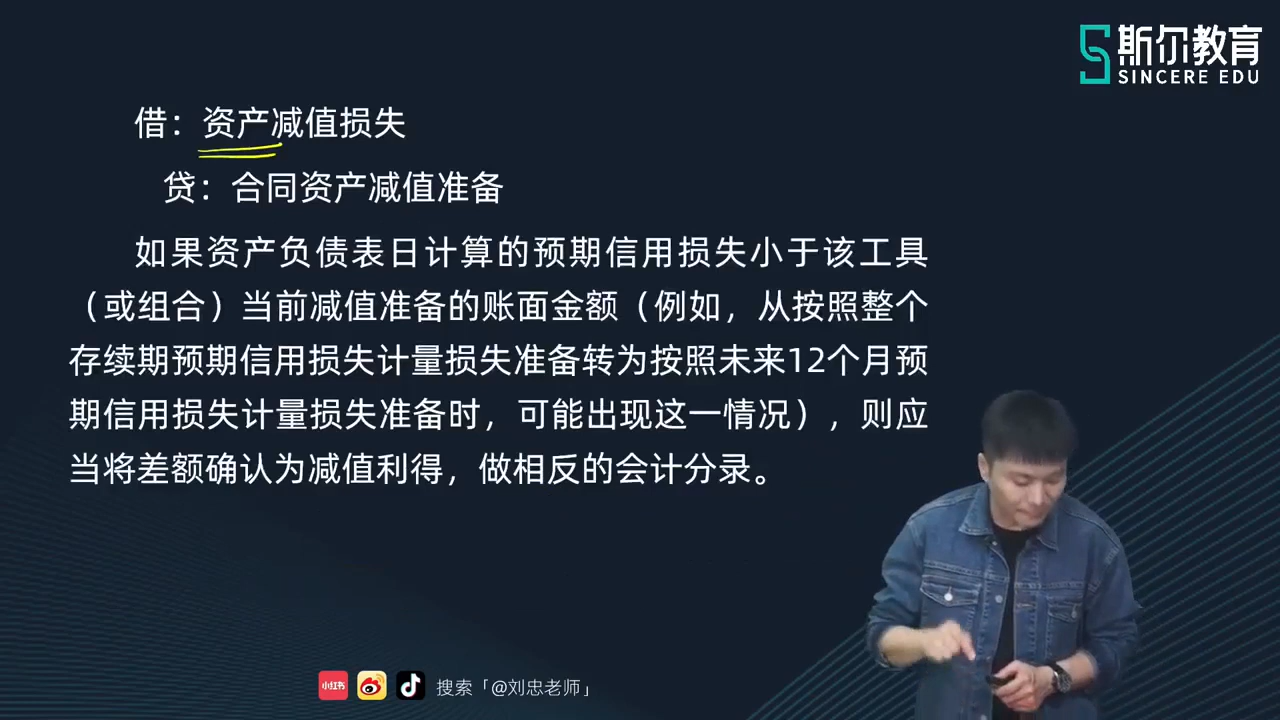 斯尔教育
SINCERE EDU
借：资产减值损失
贷：合同资产减值准备
如果资产负债表日计算的预期信用损失小于该工具
（或组合）当前减值准备的账面金额（例如，从按照整个
存续期预期信用损失计量损失准备转为按照未来12个月预
期信用损失计量损失准备时，可能出现这一情况），则应
当将差额确认为减值利得，做相反的会计分录。
小红书
搜索「@刘忠老师」